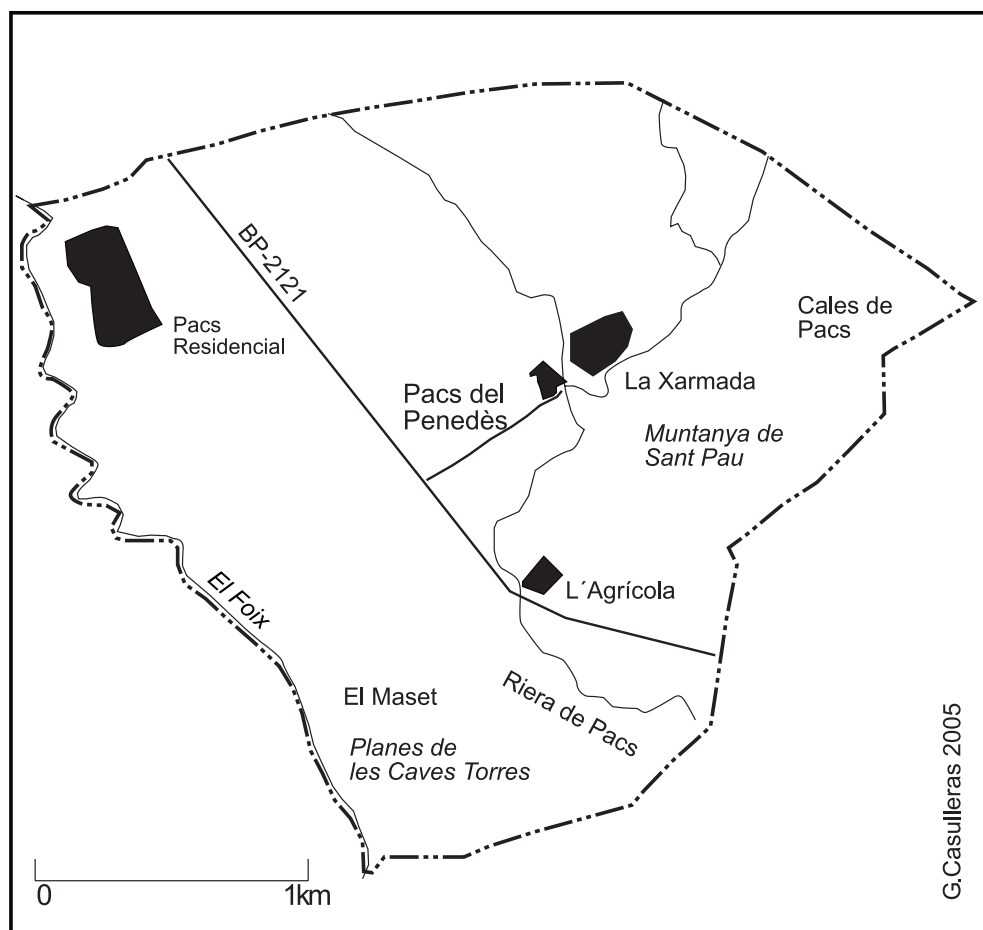 BP-2121
Pacs
Residencial
Cales de
Pacs
Pacs del
Penedès
La Xarmada
Muntanya de
Sant Pau
L´Agrícola
El Foix
El Maset
Riera de Pacs
Planes de
les Caves Torres
0
1km
G.Casulleras 2005